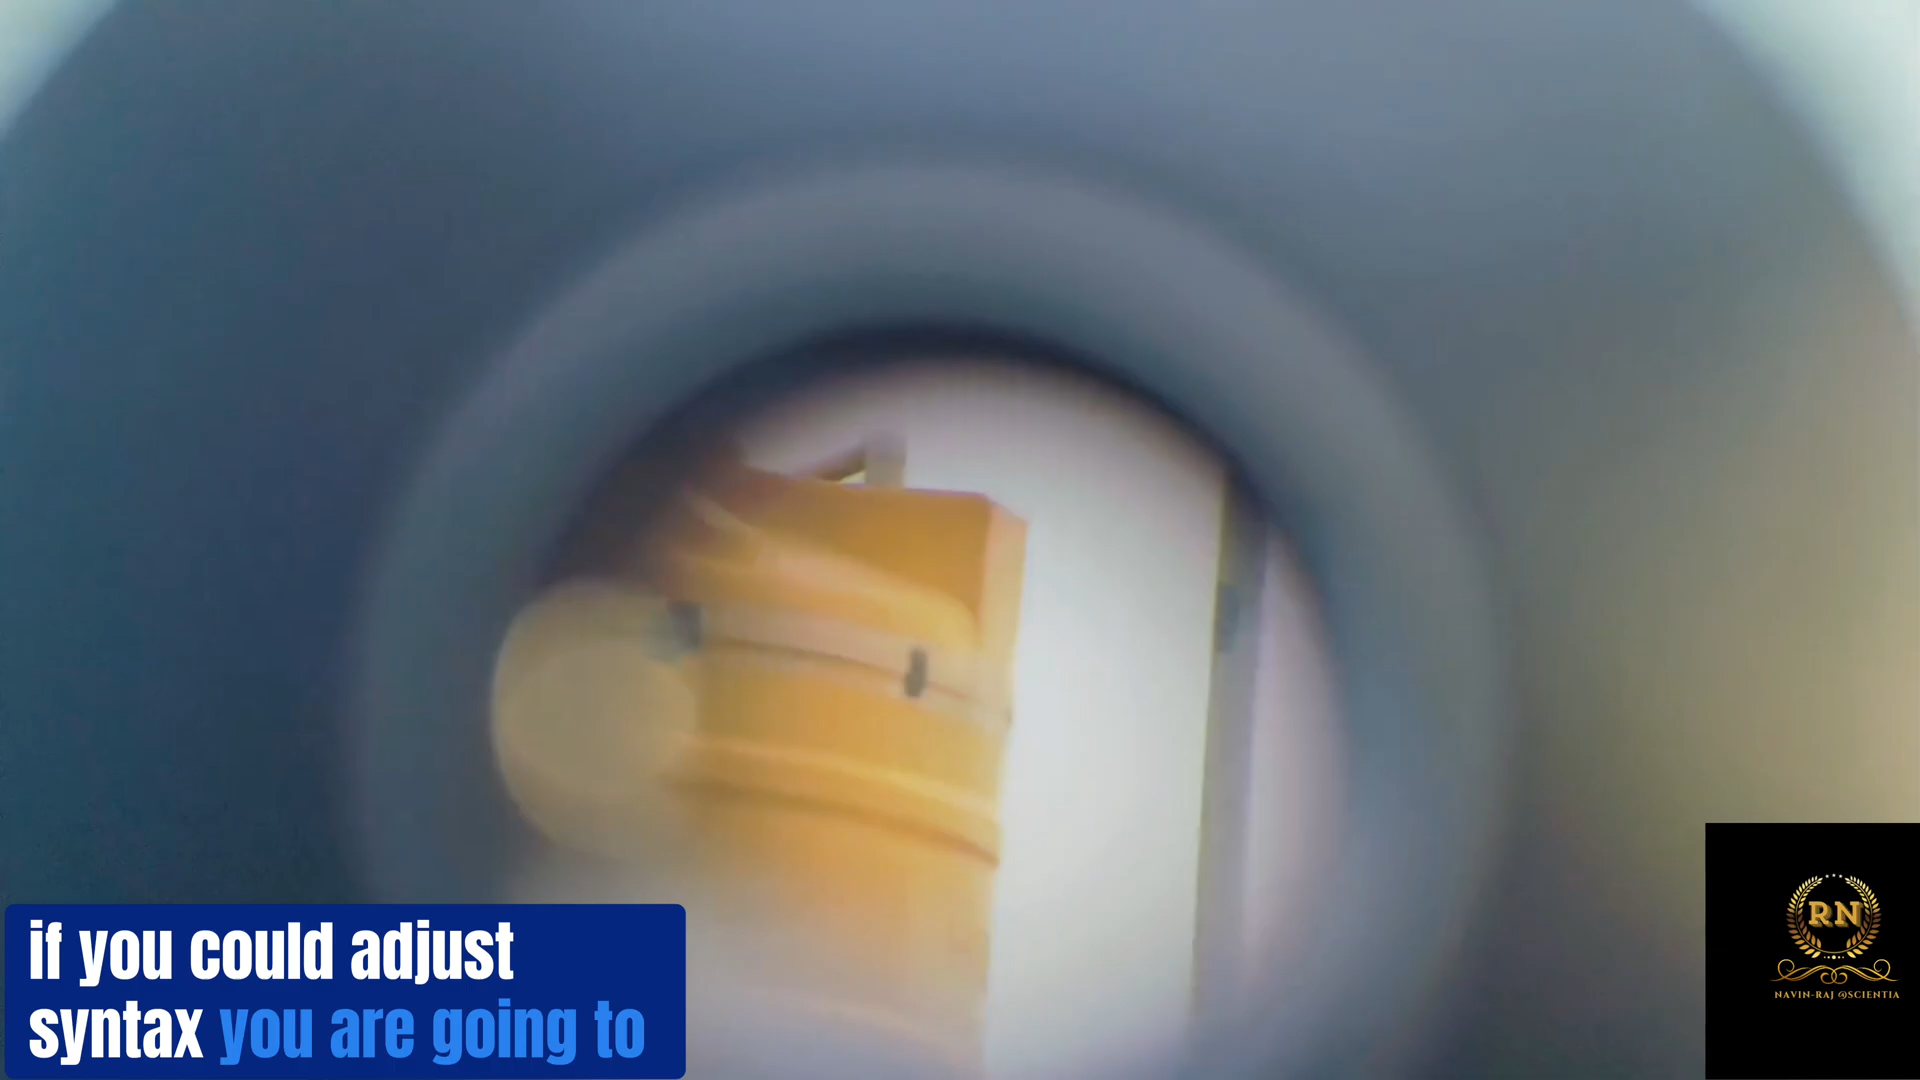 if you could adjust
syntax you are going to
RN
NAVIN-RAJ @SCIENTIA